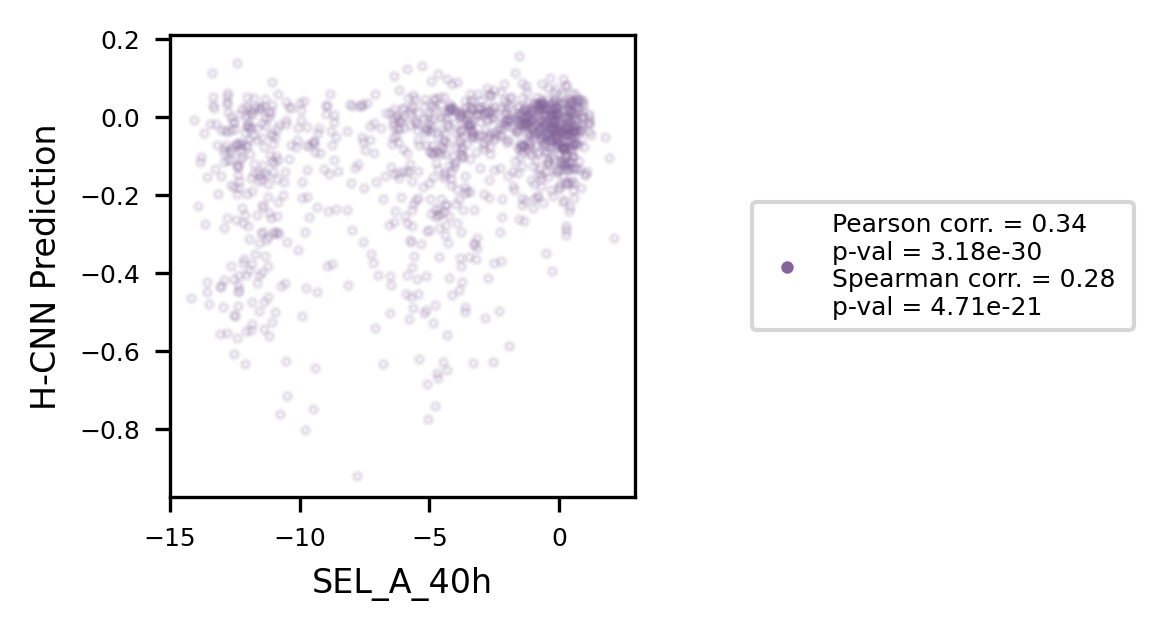 0.2
0.0
−0.2
−0.4
−0.6
−0.8
H-CNN Prediction
−15
−10
−5
0
SEL_A_40h
Pearson corr. = 0.34
p-val = 3.18e-30
Spearman corr. = 0.28
p-val = 4.71e-21